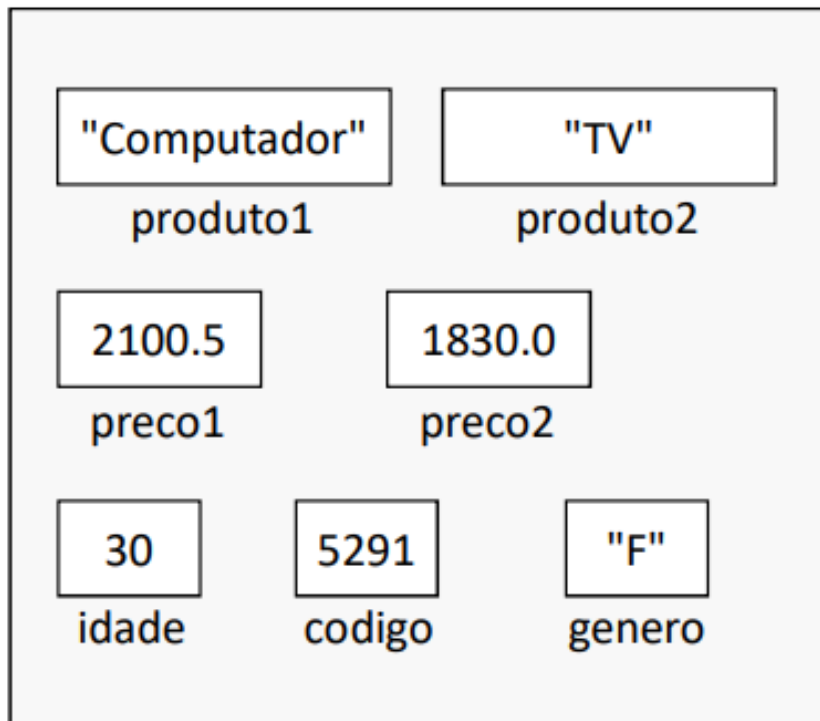 "Computador" "TV"
produto1 produto2
2100.5 1830.0
preco1 preco2
30 5291 "F"
idade codigo genero